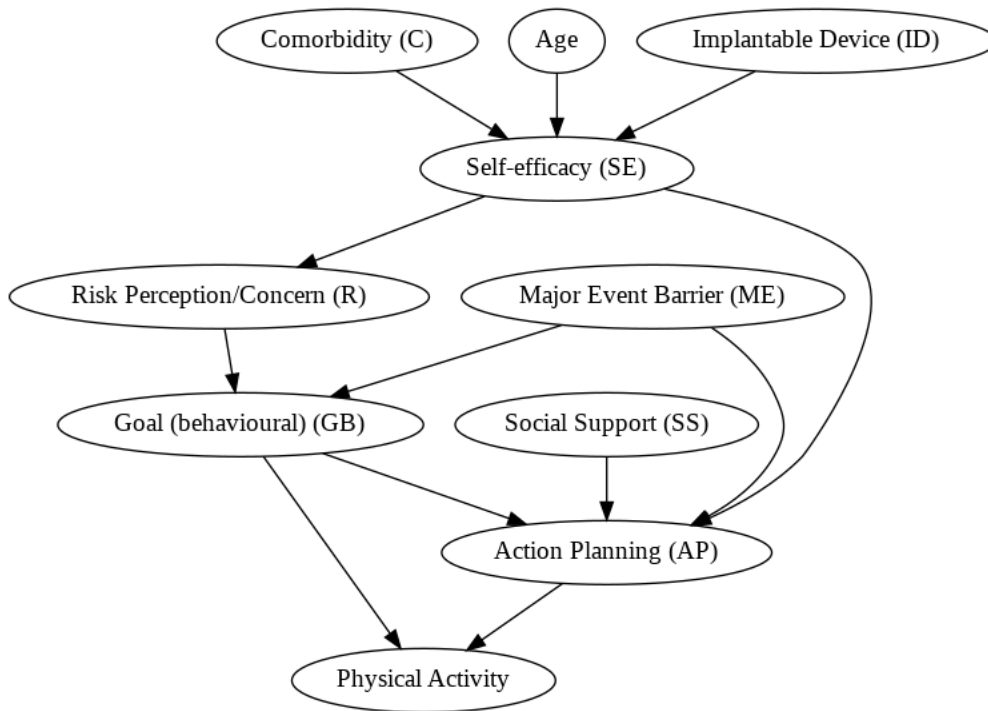 Comorbidity (C)
Age
Implantable Device (ID)
Self-efficacy (SE)
Risk Perception/Concern (R)
Major Event Barrier (ME)
Goal (behavioural) (GB)
Social Support (SS)
Action Planning (AP)
Physical Activity